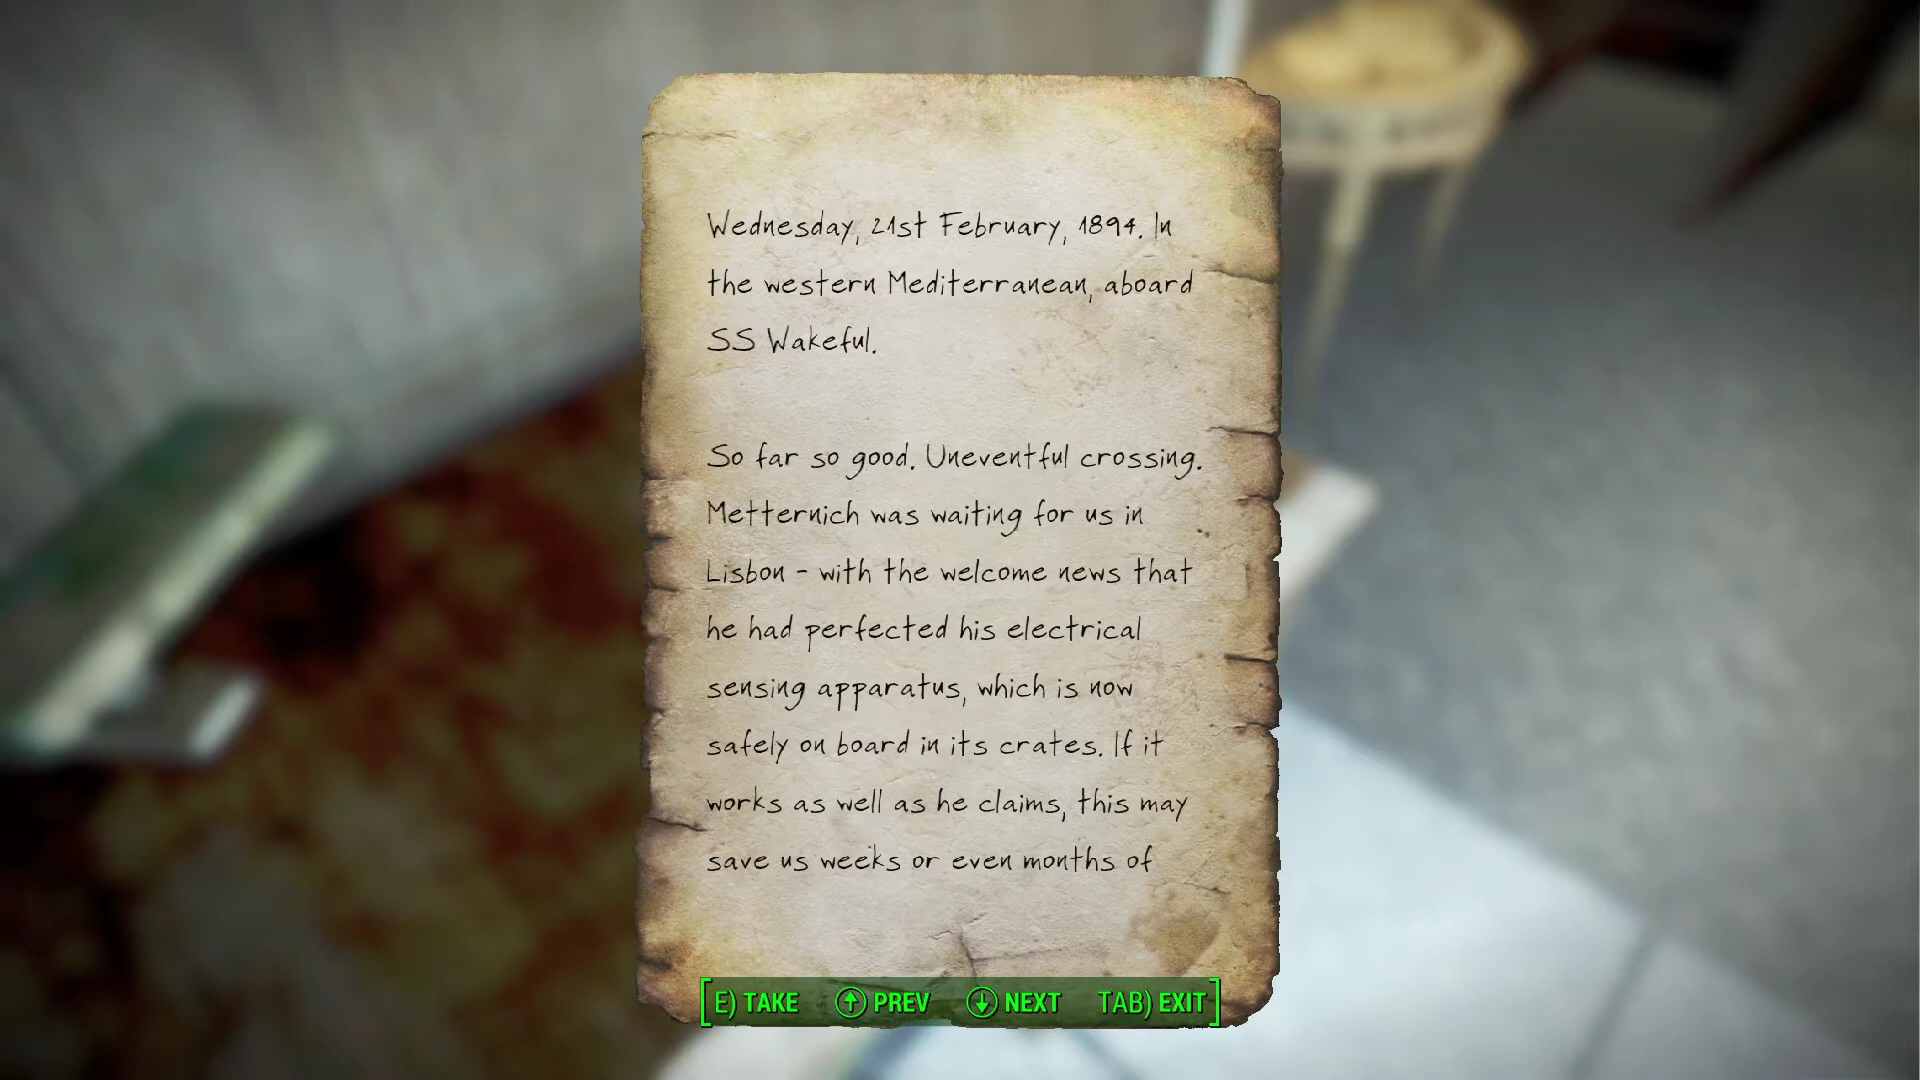 Wednesday, 21st February, 1894. In
the western Mediterranean, aboard
SS Wakeful.
So far so good. Uneventful crossing.
Metternich was waiting for us in
Lisbon - with the welcome news that
he had perfected his electrical
sensing apparatus, which is now
safely on board in its crates. If it
works as well as he claims, this may
save us weeks or even months of
E) TAKE PREV NEXT TAB) EXIT